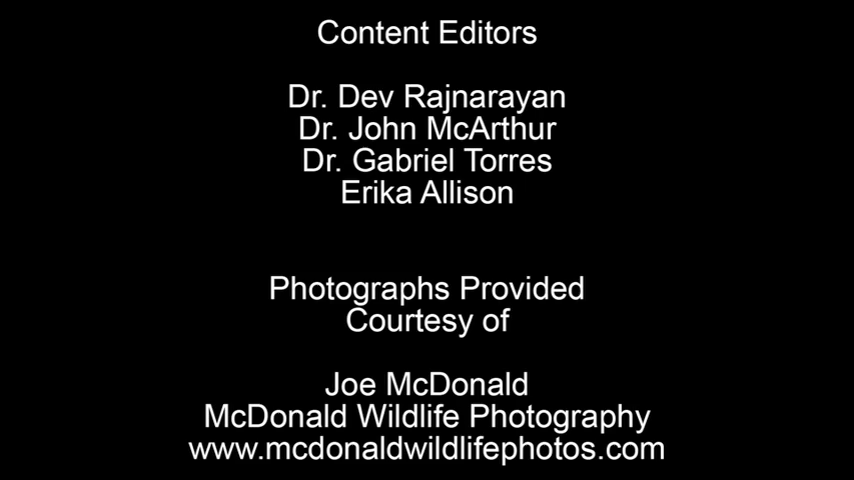 Content Editors
Dr. Dev Rajnarayan
Dr. John McArthur
Dr. Gabriel Torres
Erika Allison
Photographs Provided
Courtesy of
Joe McDonald
McDonald Wildlife Photography
www.mcdonaldwildlifephotos.com